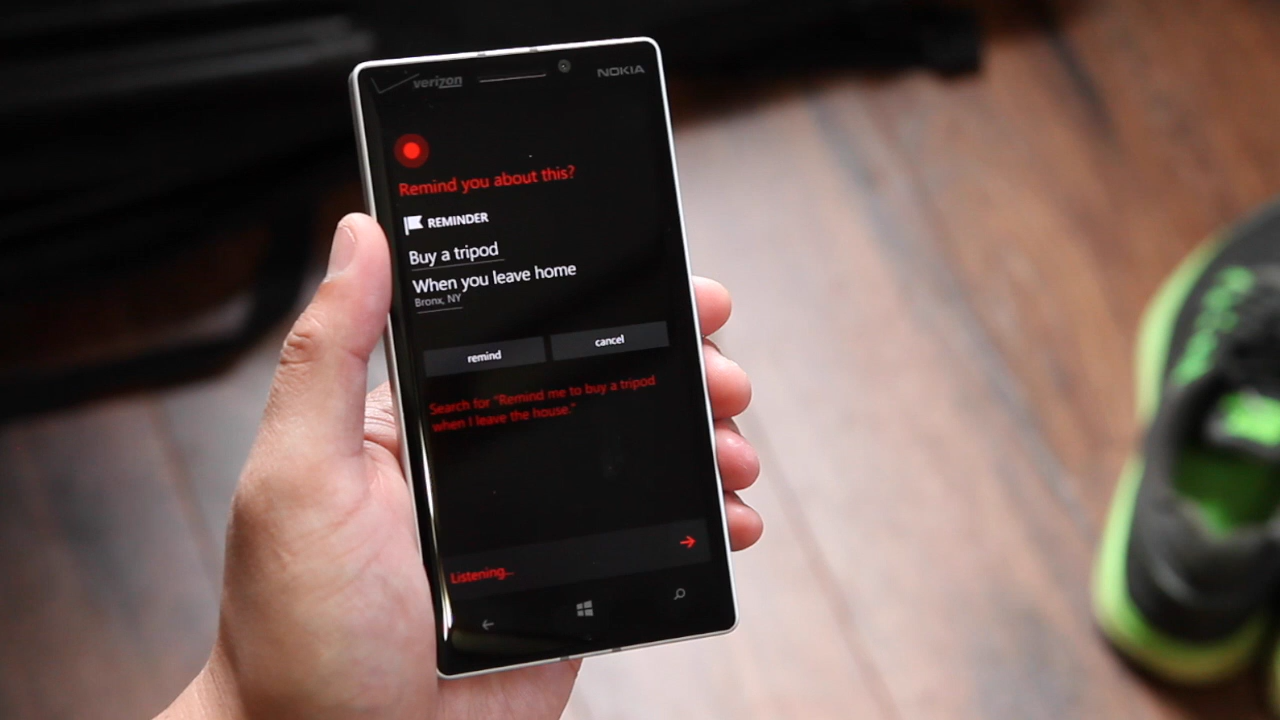 verizon
NOKIA
Remind you about this?
REMINDER
Buy a tripod
When you leave home
Bronx, NY
remind
cancel
Search for "Remind me to buy a tripod
when I leave the house."
Listening...